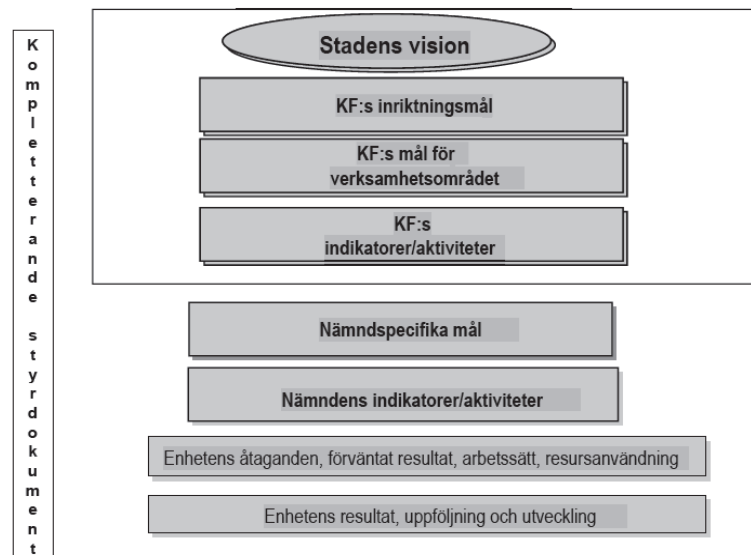 Kompletterande styrdokument
Stadens vision
KF:s inriktningsmål
KF:s mål för
verksamhetsområdet
KF:s
indikatorer/aktiviteter
Nämndspecifika mål
Nämndens indikatorer/aktiviteter
Enhetens åtaganden, förväntat resultat, arbetssätt, resursanvändning
Enhetens resultat, uppföljning och utveckling